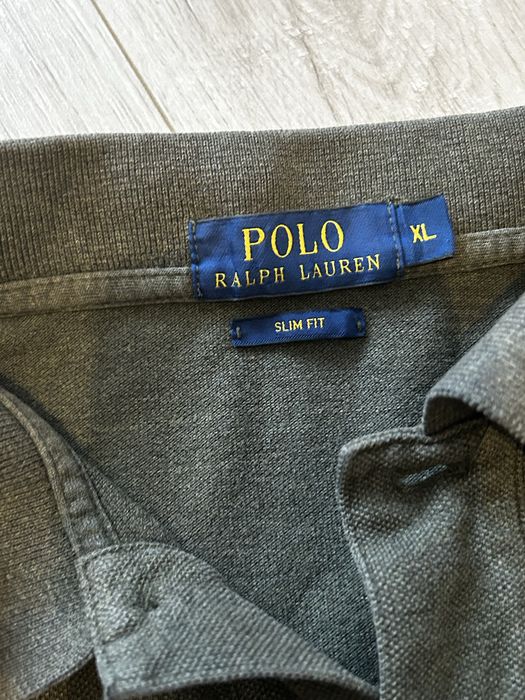 POLO
RALPH LAUREN
XL
SLIM FIT